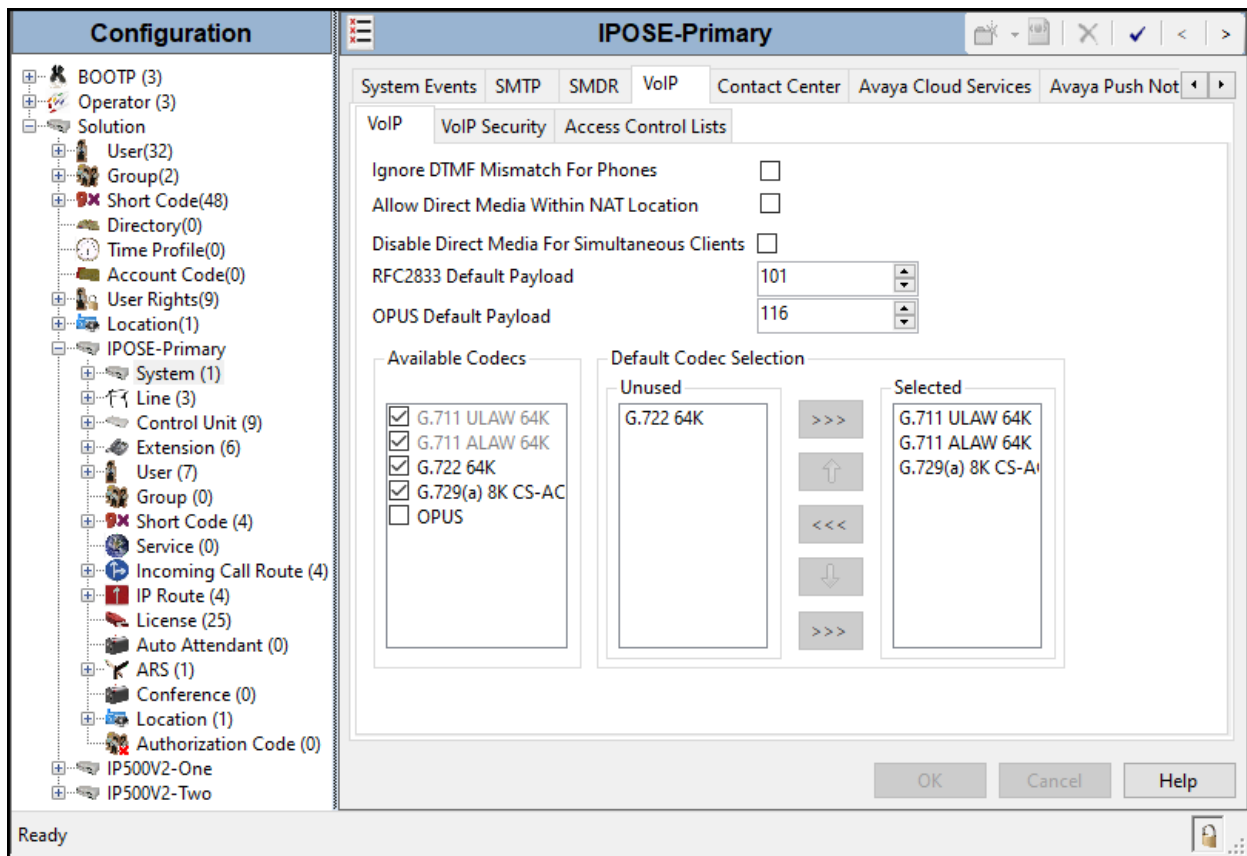 Configuration
BOOTP (3)
Operator (3)
Solution
User(32)
Group(2)
Short Code(48)
Directory(0)
Time Profile(0)
Account Code(0)
User Rights(9)
Location(1)
IPOSE-Primary
System (1)
Line (3)
Control Unit (9)
Extension (6)
User (7)
Group (0)
Short Code (4)
Service (0)
Incoming Call Route (4)
IP Route (4)
License (25)
Auto Attendant (0)
ARS (1)
Conference (0)
Location (1)
Authorization Code (0)
IP500V2-One
IP500V2-Two
IPOSE-Primary
< >
System Events SMTP SMDR VoIP Contact Center Avaya Cloud Services Avaya Push Not
VoIP VoIP Security Access Control Lists
Ignore DTMF Mismatch For Phones
Allow Direct Media Within NAT Location
Disable Direct Media For Simultaneous Clients
RFC2833 Default Payload 101
OPUS Default Payload 116
Available Codecs
G.711 ULAW 64K
G.711 ALAW 64K
G.722 64K
G.729(a) 8K CS-AC
OPUS
Default Codec Selection
Unused
G.722 64K
>>>
<<<
>>>
Selected
G.711 ULAW 64K
G.711 ALAW 64K
G.729(a) 8K CS-A
OK Cancel Help
Ready